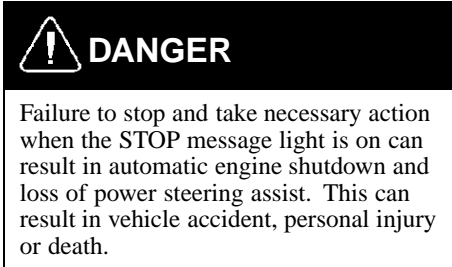 DANGER
Failure to stop and take necessary action
when the STOP message light is on can
result in automatic engine shutdown and
loss of power steering assist.  This can
result in vehicle accident, personal injury
or death.